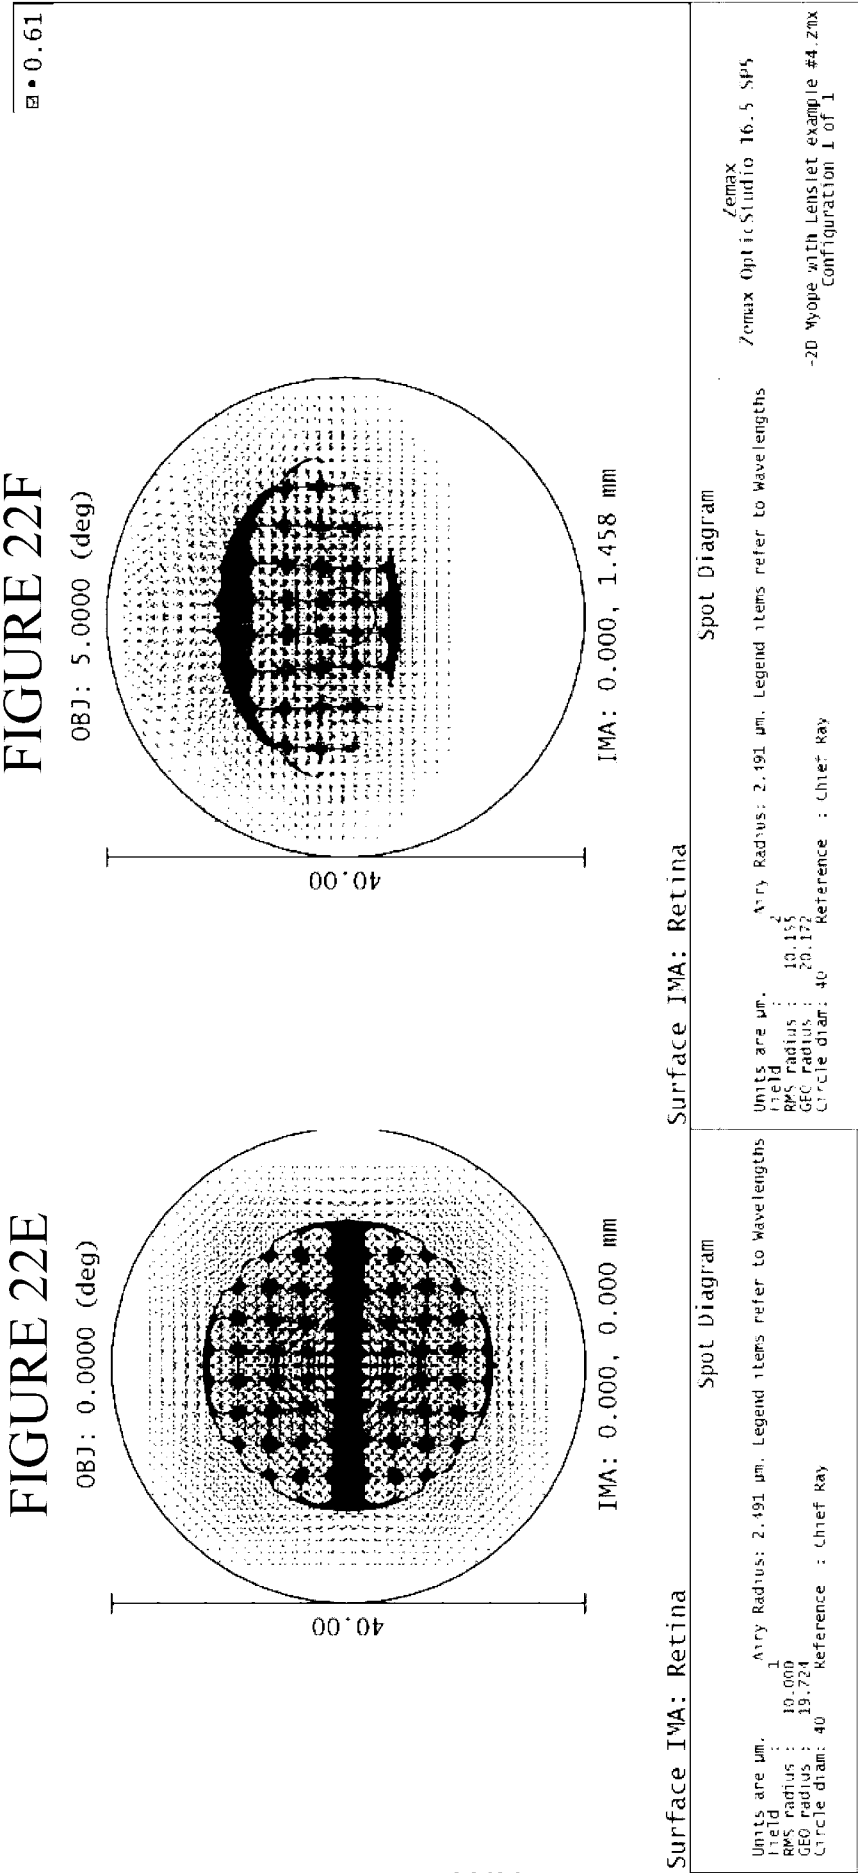 FIGURE 22E
OBJ: 0.0000 (deg)
40.00
IMA: 0.000, 0.000 mm
Surface IMA: Retina
Spot Diagram
Units are µm. Airy Radius: 2.491 µm. Legend items refer to Wavelengths
Field : 1
RMS radius : 10.000
GEO radius : 19.724
Circle diam: 40 Reference : Chief Ray
FIGURE 22F
0.61
OBJ: 5.0000 (deg)
40.00
IMA: 0.000, 1.458 mm
Surface IMA: Retina
Spot Diagram
Units are µm. Airy Radius: 2.491 µm. Legend items refer to Wavelengths
Field : 2
RMS radius : 10.155
GEO radius : 20.172
Circle diam: 40 Reference : Chief Ray
Zemax
Zemax OpticStudio 16.5 SP5
-2D Myope with Lenslet example #4.zmx
Configuration 1 of 1